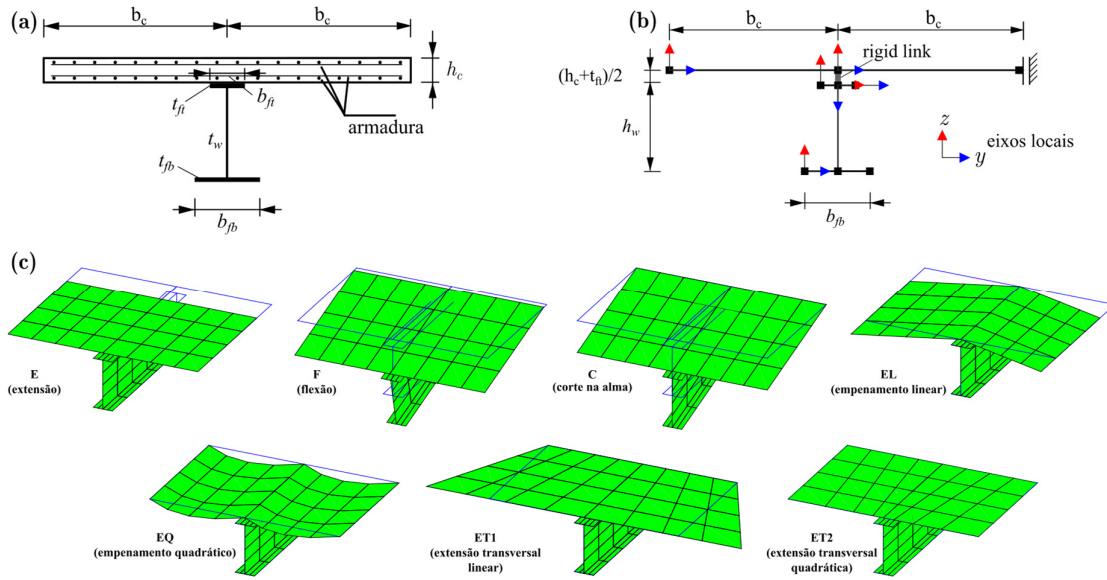 (a)
b_c
b_c
h_c
t_ft
b_ft
armadura
t_w
t_fb
b_fb
(b)
b_c
b_c
rigid link
(h_c+t_ft)/2
h_w
z
y
eixos locais
b_fb
(c)
E
(extensão)
F
(flexão)
C
(corte na alma)
EL
(empenamento linear)
EQ
(empenamento quadrático)
ET1
(extensão transversal
linear)
ET2
(extensão transversal
quadrática)